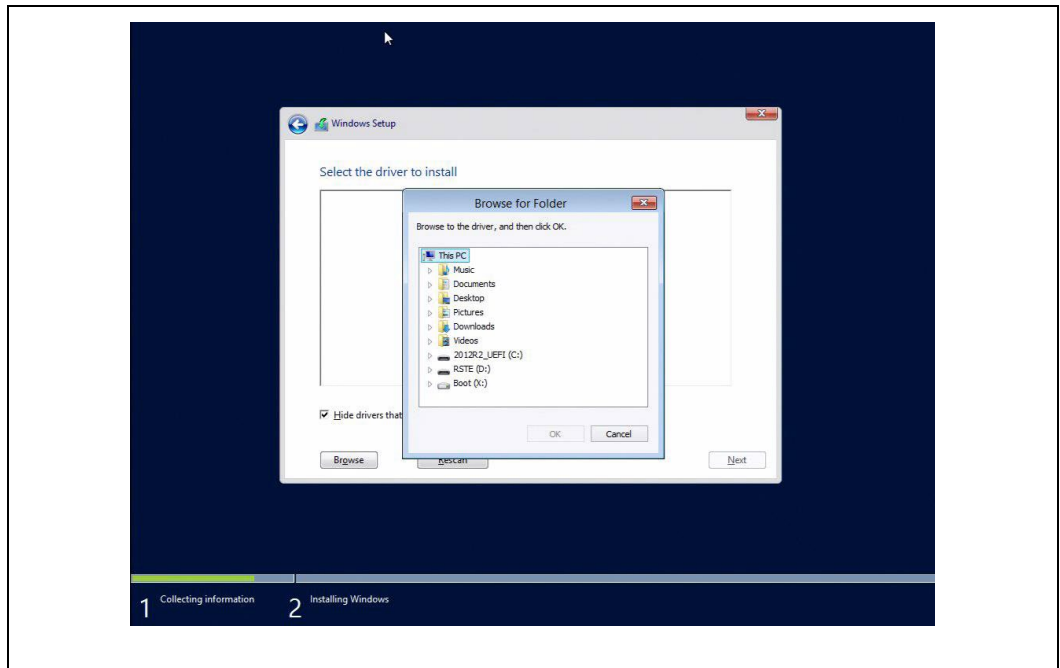 Windows Setup
Select the driver to install
Browse for Folder
Browse to the driver, and then click OK.
This PC
Music
Documents
Desktop
Pictures
Downloads
Videos
2012R2_UEFI (C:)
RSTE (D:)
Boot (X:)
Hide drivers that
OK
Cancel
Browse
Rescan
Next
1 Collecting information
2 Installing Windows